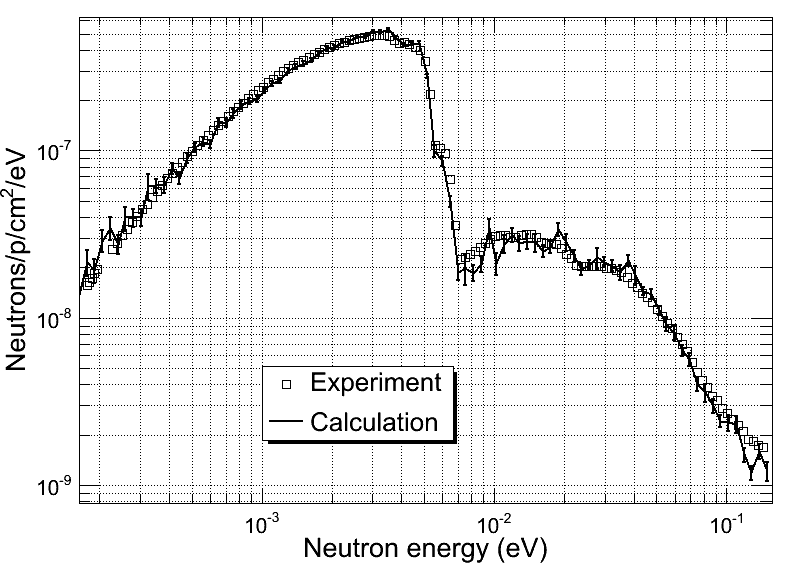 Neutrons/p/cm²/eV
10⁻⁷
10⁻⁸
10⁻⁹
Experiment
Calculation
10⁻³
10⁻²
10⁻¹
Neutron energy (eV)